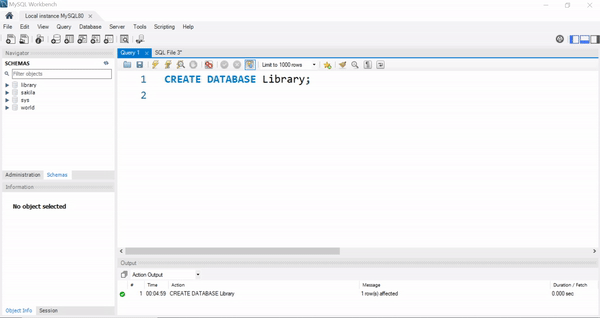 MySQL Workbench
Local instance MySQL80
File Edit View Query Database Server Tools Scripting Help
Navigator
SCHEMAS
Filter objects
library
sakila
sys
world
Administration Schemas
Information
No object selected
Object Info Session
Query 1 SQL File 3*
Limit to 1000 rows
1 CREATE DATABASE Library;
2
Output
Action Output
# Time Action Message Duration / Fetch
1 00:04:59 CREATE DATABASE Library 1 row(s) affected 0.000 sec